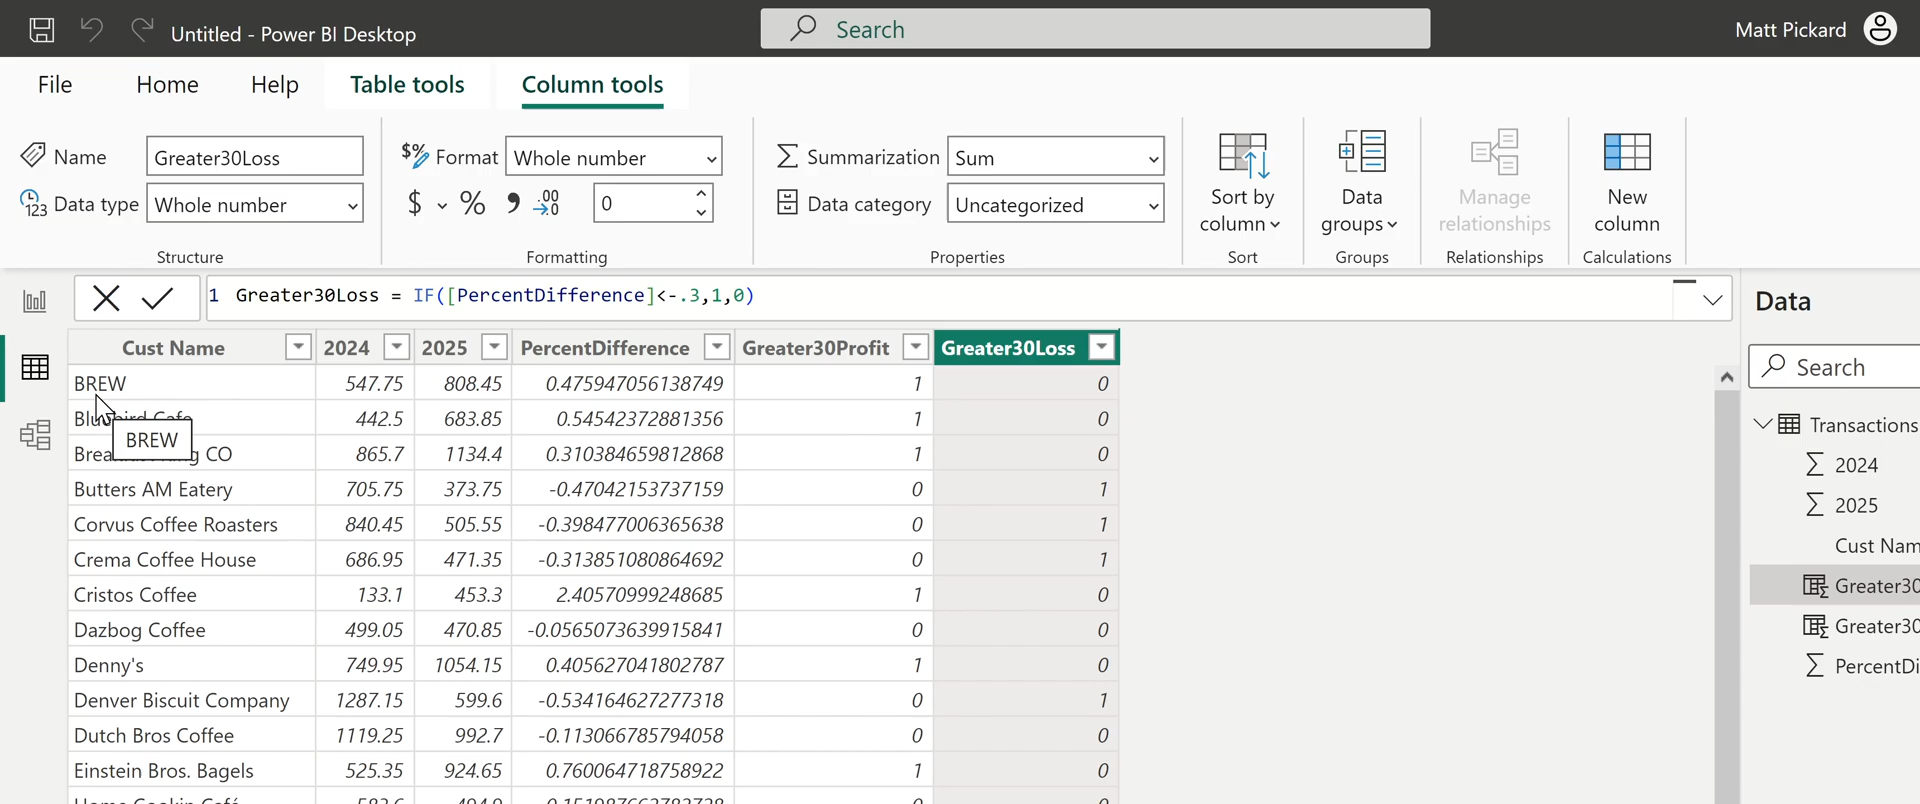 Untitled - Power BI Desktop
Search
Matt Pickard
File
Home
Help
Table tools
Column tools
Name
Greater30Loss
Data type
Whole number
Structure
$% Format
Whole number
$ % 9 .00
0
Formatting
Summarization
Sum
Data category
Uncategorized
Properties
Sort by
column
Sort
Data
groups
Groups
Manage
relationships
Relationships
New
column
Calculations
1 Greater30Loss = IF([PercentDifference]<-.3,1,0)
Data
Search
Cust Name 2024 2025 PercentDifference Greater30Profit Greater30Loss
BREW 547.75 808.45 0.475947056138749 1 0
442.5 683.85 0.54542372881356 1 0
BREW
CO 865.7 1134.4 0.310384659812868 1 0
Butters AM Eatery 705.75 373.75 -0.47042153737159 0 1
Corvus Coffee Roasters 840.45 505.55 -0.398477006365638 0 1
Crema Coffee House 686.95 471.35 -0.313851080864692 0 1
Cristos Coffee 133.1 453.3 2.40570999248685 1 0
Dazbog Coffee 499.05 470.85 -0.0565073639915841 0 0
Denny's 749.95 1054.15 0.405627041802787 1 0
Denver Biscuit Company 1287.15 599.6 -0.534164627277318 0 1
Dutch Bros Coffee 1119.25 992.7 -0.113066785794058 0 0
Einstein Bros. Bagels 525.35 924.65 0.760064718758922 1 0
Transactions
2024
2025
Cust Nam
Greater30
Greater30
PercentDi